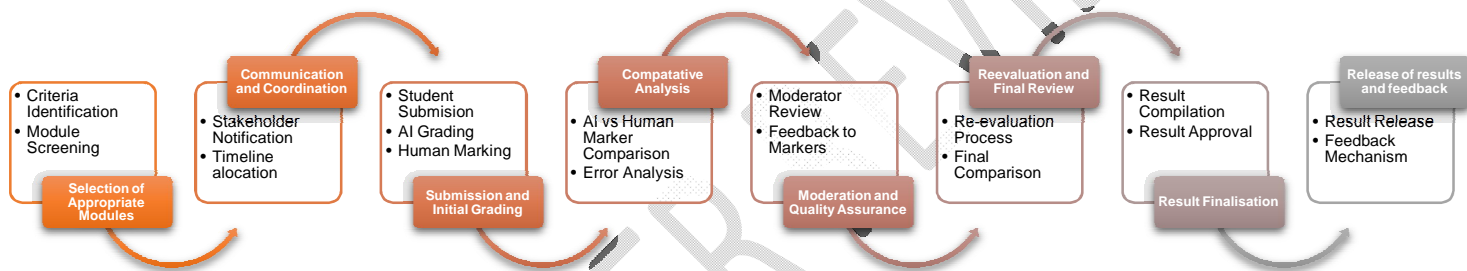 • Criteria
Identification
• Module
Screening
Selection of
Appropriate
Modules
Communication
and Coordination
• Stakeholder
Notification
• Timeline
alocation
• Student
Submision
• AI Grading
• Human Marking
Submission and
Initial Grading
Compatative
Analysis
• AI vs Human
Marker
Comparison
• Error Analysis
• Moderator
Review
• Feedback to
Markers
Moderation and
Quality Assurance
Reevaluation and
Final Review
• Re-evaluation
Process
• Final
Comparison
• Result
Compilation
• Result Approval
Result Finalisation
Release of results
and feedback
• Result Release
• Feedback
Mechanism